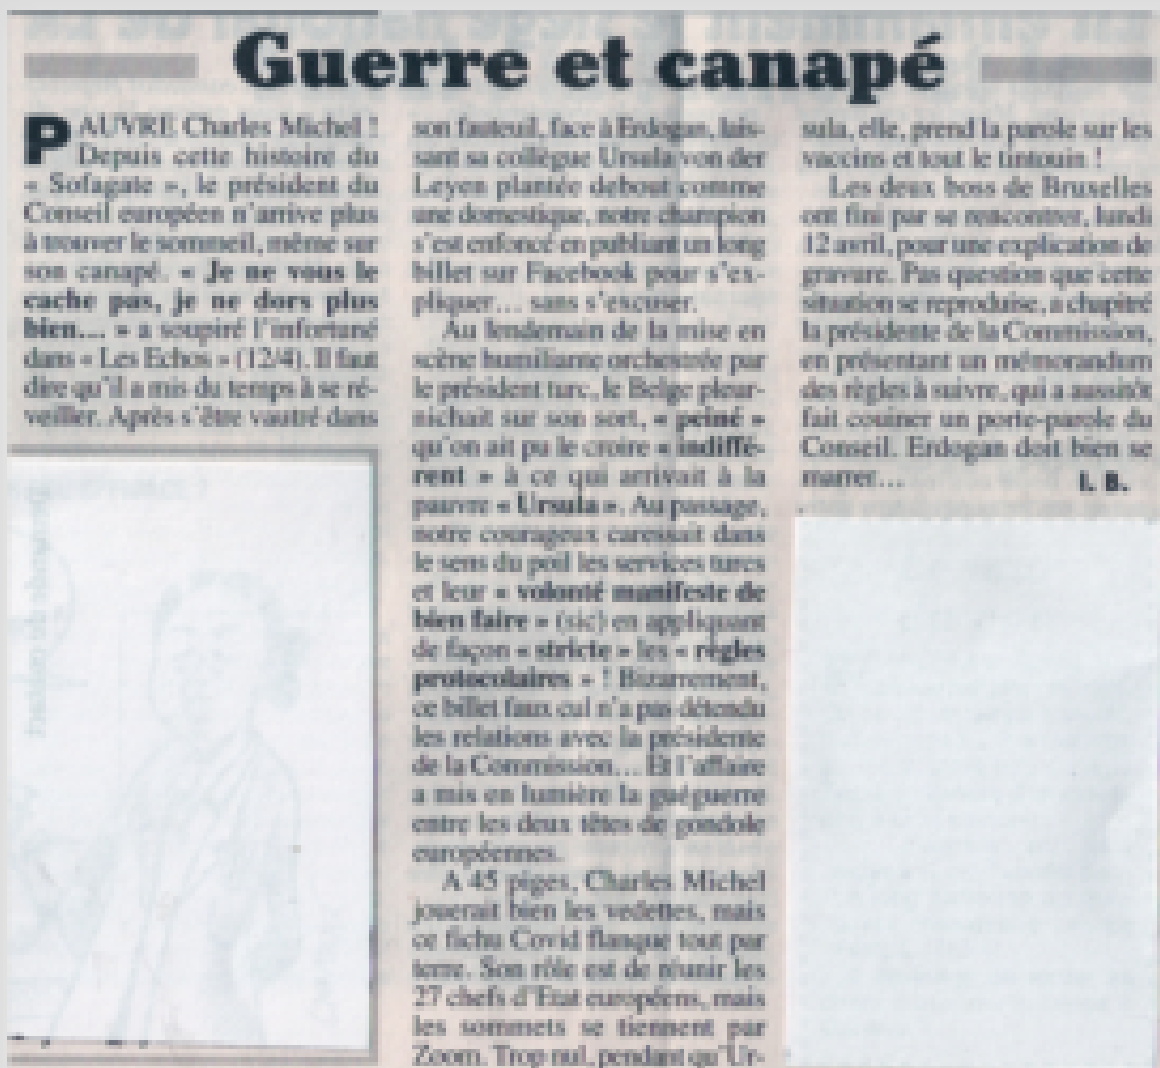 Guerre et canapé
PAUVRE Charles Michel !
Depuis cette histoire du
« Sofagate », le président du
Conseil européen n'arrive plus
à trouver le sommeil, même sur
son canapé. « Je ne vous le
cache pas, je ne dors plus
bien... » a soupiré l'infortuné
dans « Les Echos » (12/4). Il faut
dire qu'il a mis du temps à se ré-
veiller. Après s'être vautré dans
son fauteuil, face à Erdogan, lais-
sant sa collègue Ursula von der
Leyen plantée debout comme
une domestique, notre champion
s'est enfoncé en publiant un long
billet sur Facebook pour s'ex-
pliquer... sans s'excuser.
Au lendemain de la mise en
scène humiliante orchestrée par
le président turc, le Belge pleur-
nichait sur son sort, « peiné »
qu'on ait pu le croire « indiffé-
rent » à ce qui arrivait à la
pauvre « Ursula ». Au passage,
notre courageux caressait dans
le sens du poil les services turcs
et leur « volonté manifeste de
bien faire » (sic) en appliquant
de façon « stricte » les « règles
protocolaires » ! Bizarrement,
ce billet faux cul n'a pas détendu
les relations avec la présidente
de la Commission... Et l'affaire
a mis en lumière la guéguerre
entre les deux têtes de gondole
européennes.
A 45 piges, Charles Michel
jouerait bien les vedettes, mais
ce fichu Covid flanque tout par
terre. Son rôle est de réunir les
27 chefs d'Etat européens, mais
les sommets se tiennent par
Zoom. Trop nul, pendant qu'Ur-
sula, elle, prend la parole sur les
vaccins et tout le tintouin !
Les deux boss de Bruxelles
ont fini par se rencontrer, lundi
12 avril, pour une explication de
gravure. Pas question que cette
situation se reproduise, a chapitré
la présidente de la Commission,
en présentant un mémorandum
des règles à suivre, qui a aussitôt
fait couiner un porte-parole du
Conseil. Erdogan doit bien se
marrer...
I. B.